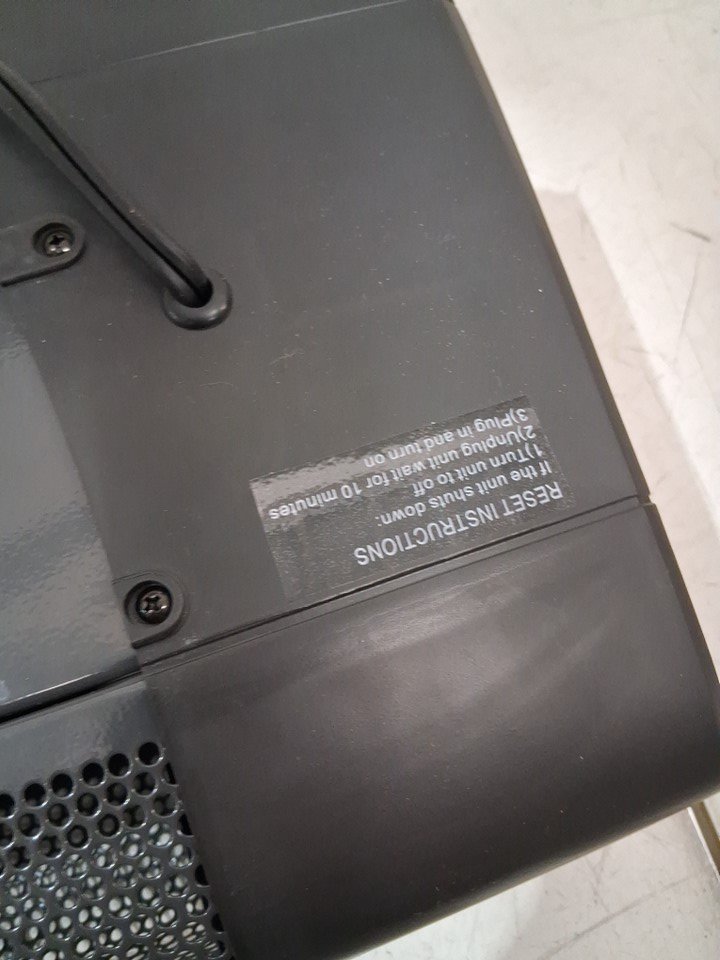 RESET INSTRUCTIONS
If the unit shuts down:
1)Turn unit to off
2)Unplug unit wait for 10 minutes
3)Plug in and turn on